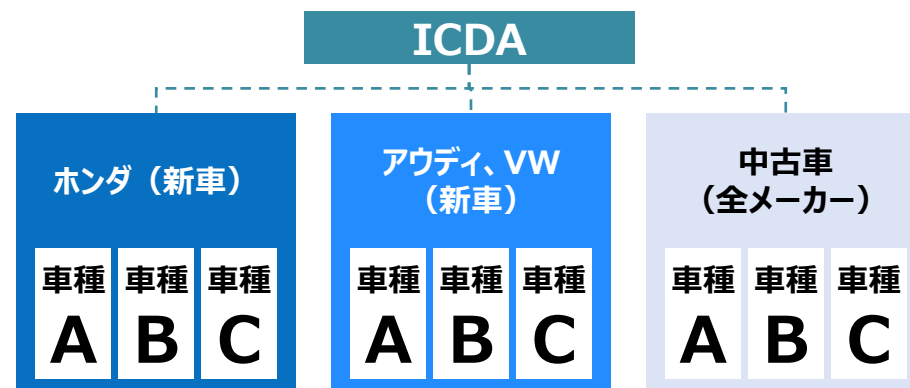 ICDA
ホンダ（新車）
アウディ、VW
（新車）
中古車
（全メーカー）
車種 車種 車種
A B C
車種 車種 車種
A B C
車種 車種 車種
A B C